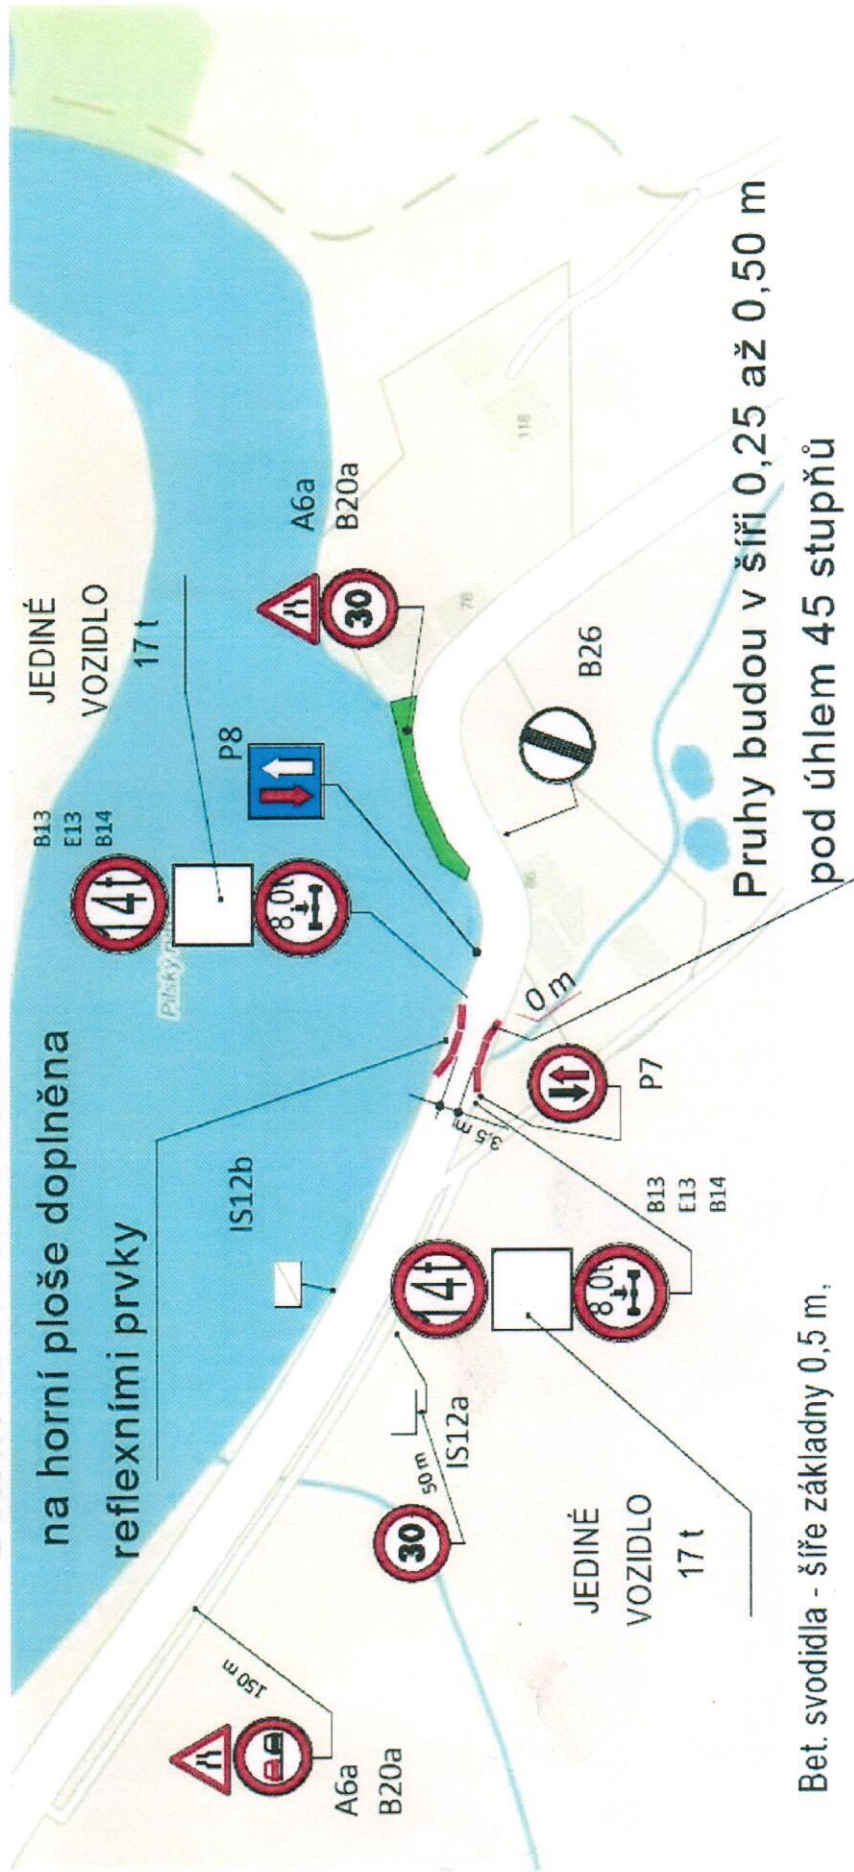 na horní ploše doplněna
reflexními prvky
B13
E13
B14
JEDINÉ
VOZIDLO
17 t
14t
8,0t
P8
A6a
B20a
30
118
78
B26
IS12b
3,5 m
0 m
P7
B13
E13
B14
14t
8,0t
JEDINÉ
VOZIDLO
17 t
IS12a
50 m
30
150 m
A6a
B20a
Pruhy budou v šíři 0,25 až 0,50 m
pod úhlem 45 stupňů
Bet. svodidla - šíře základny 0,5 m,